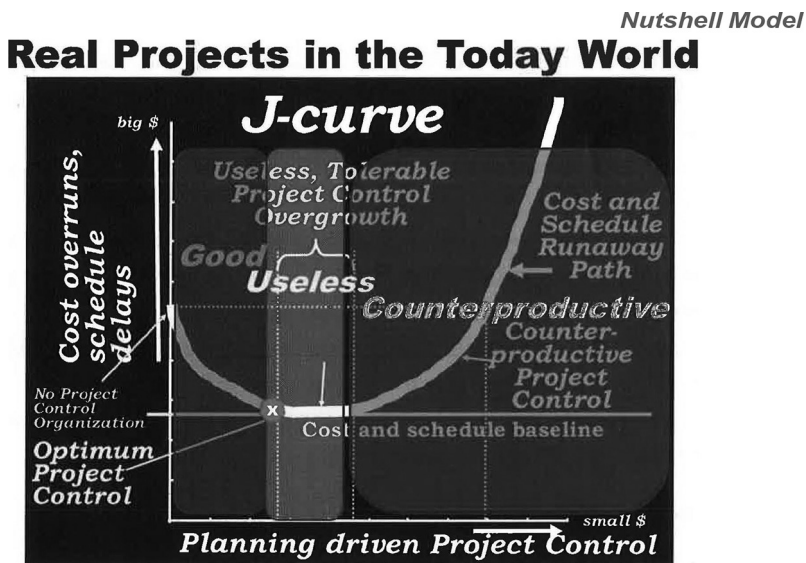 Nutshell Model
Real Projects in the Today World
J-curve
big $
Cost overruns,
schedule
delays
Useless, Tolerable
Project Control
Overgrowth
Good
Useless
Cost and
Schedule
Runaway
Path
Counterproductive
Counter-
productive
Project
Control
No Project
Control
Organization
x
Cost and schedule baseline
Optimum
Project
Control
small $
Planning driven Project Control